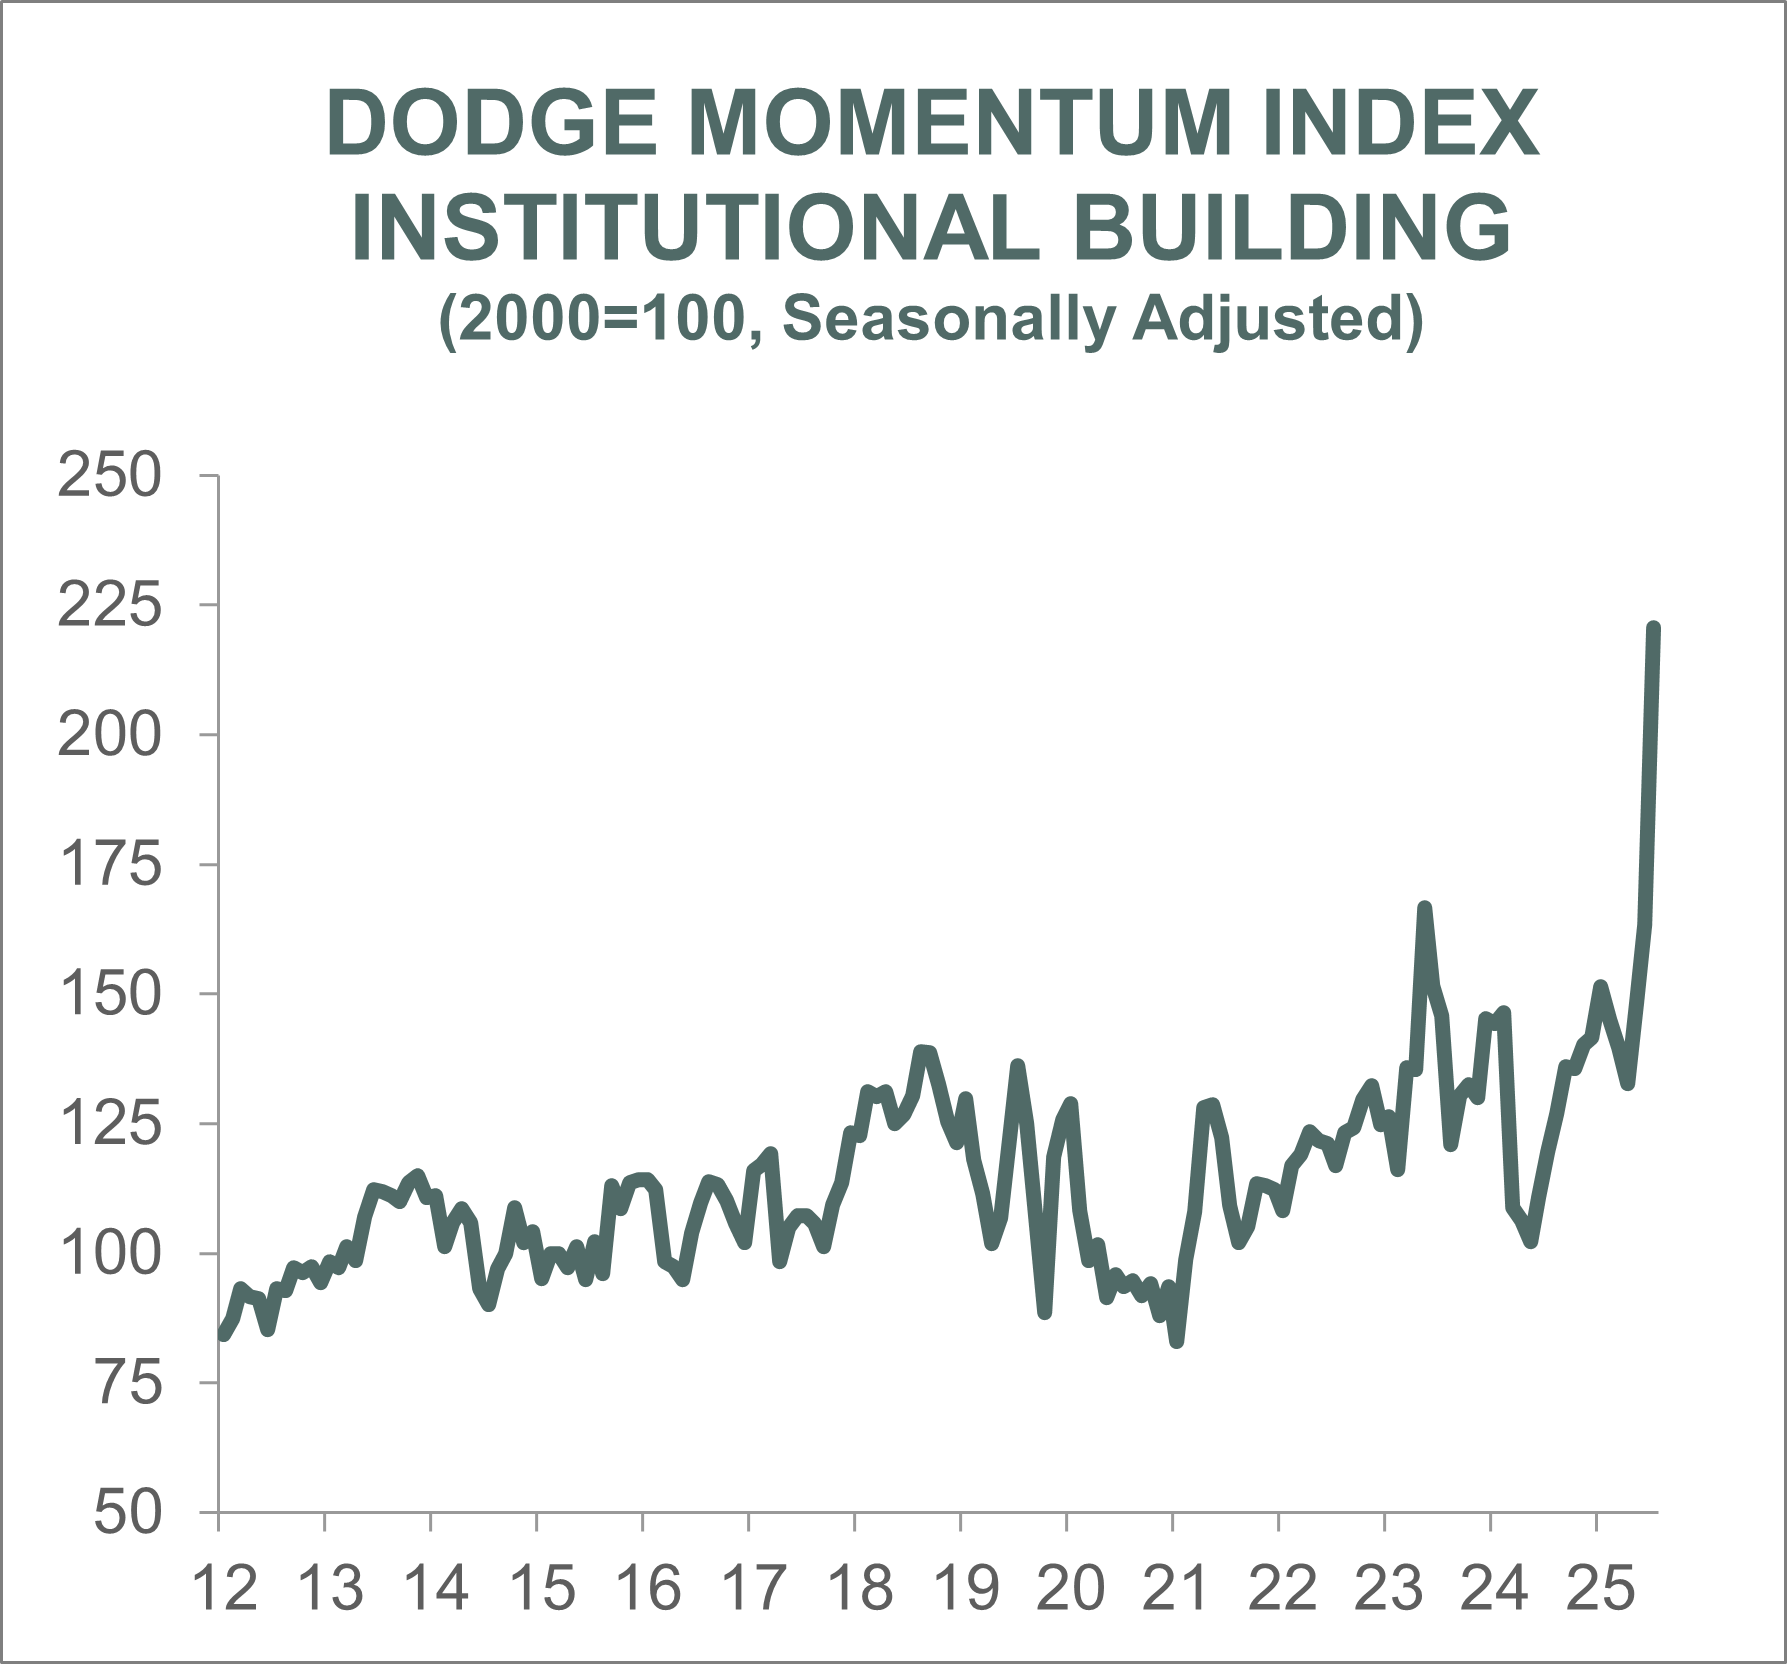 DODGE MOMENTUM INDEX
INSTITUTIONAL BUILDING
(2000=100, Seasonally Adjusted)
250
225
200
175
150
125
100
75
50
12 13 14 15 16 17 18 19 20 21 22 23 24 25